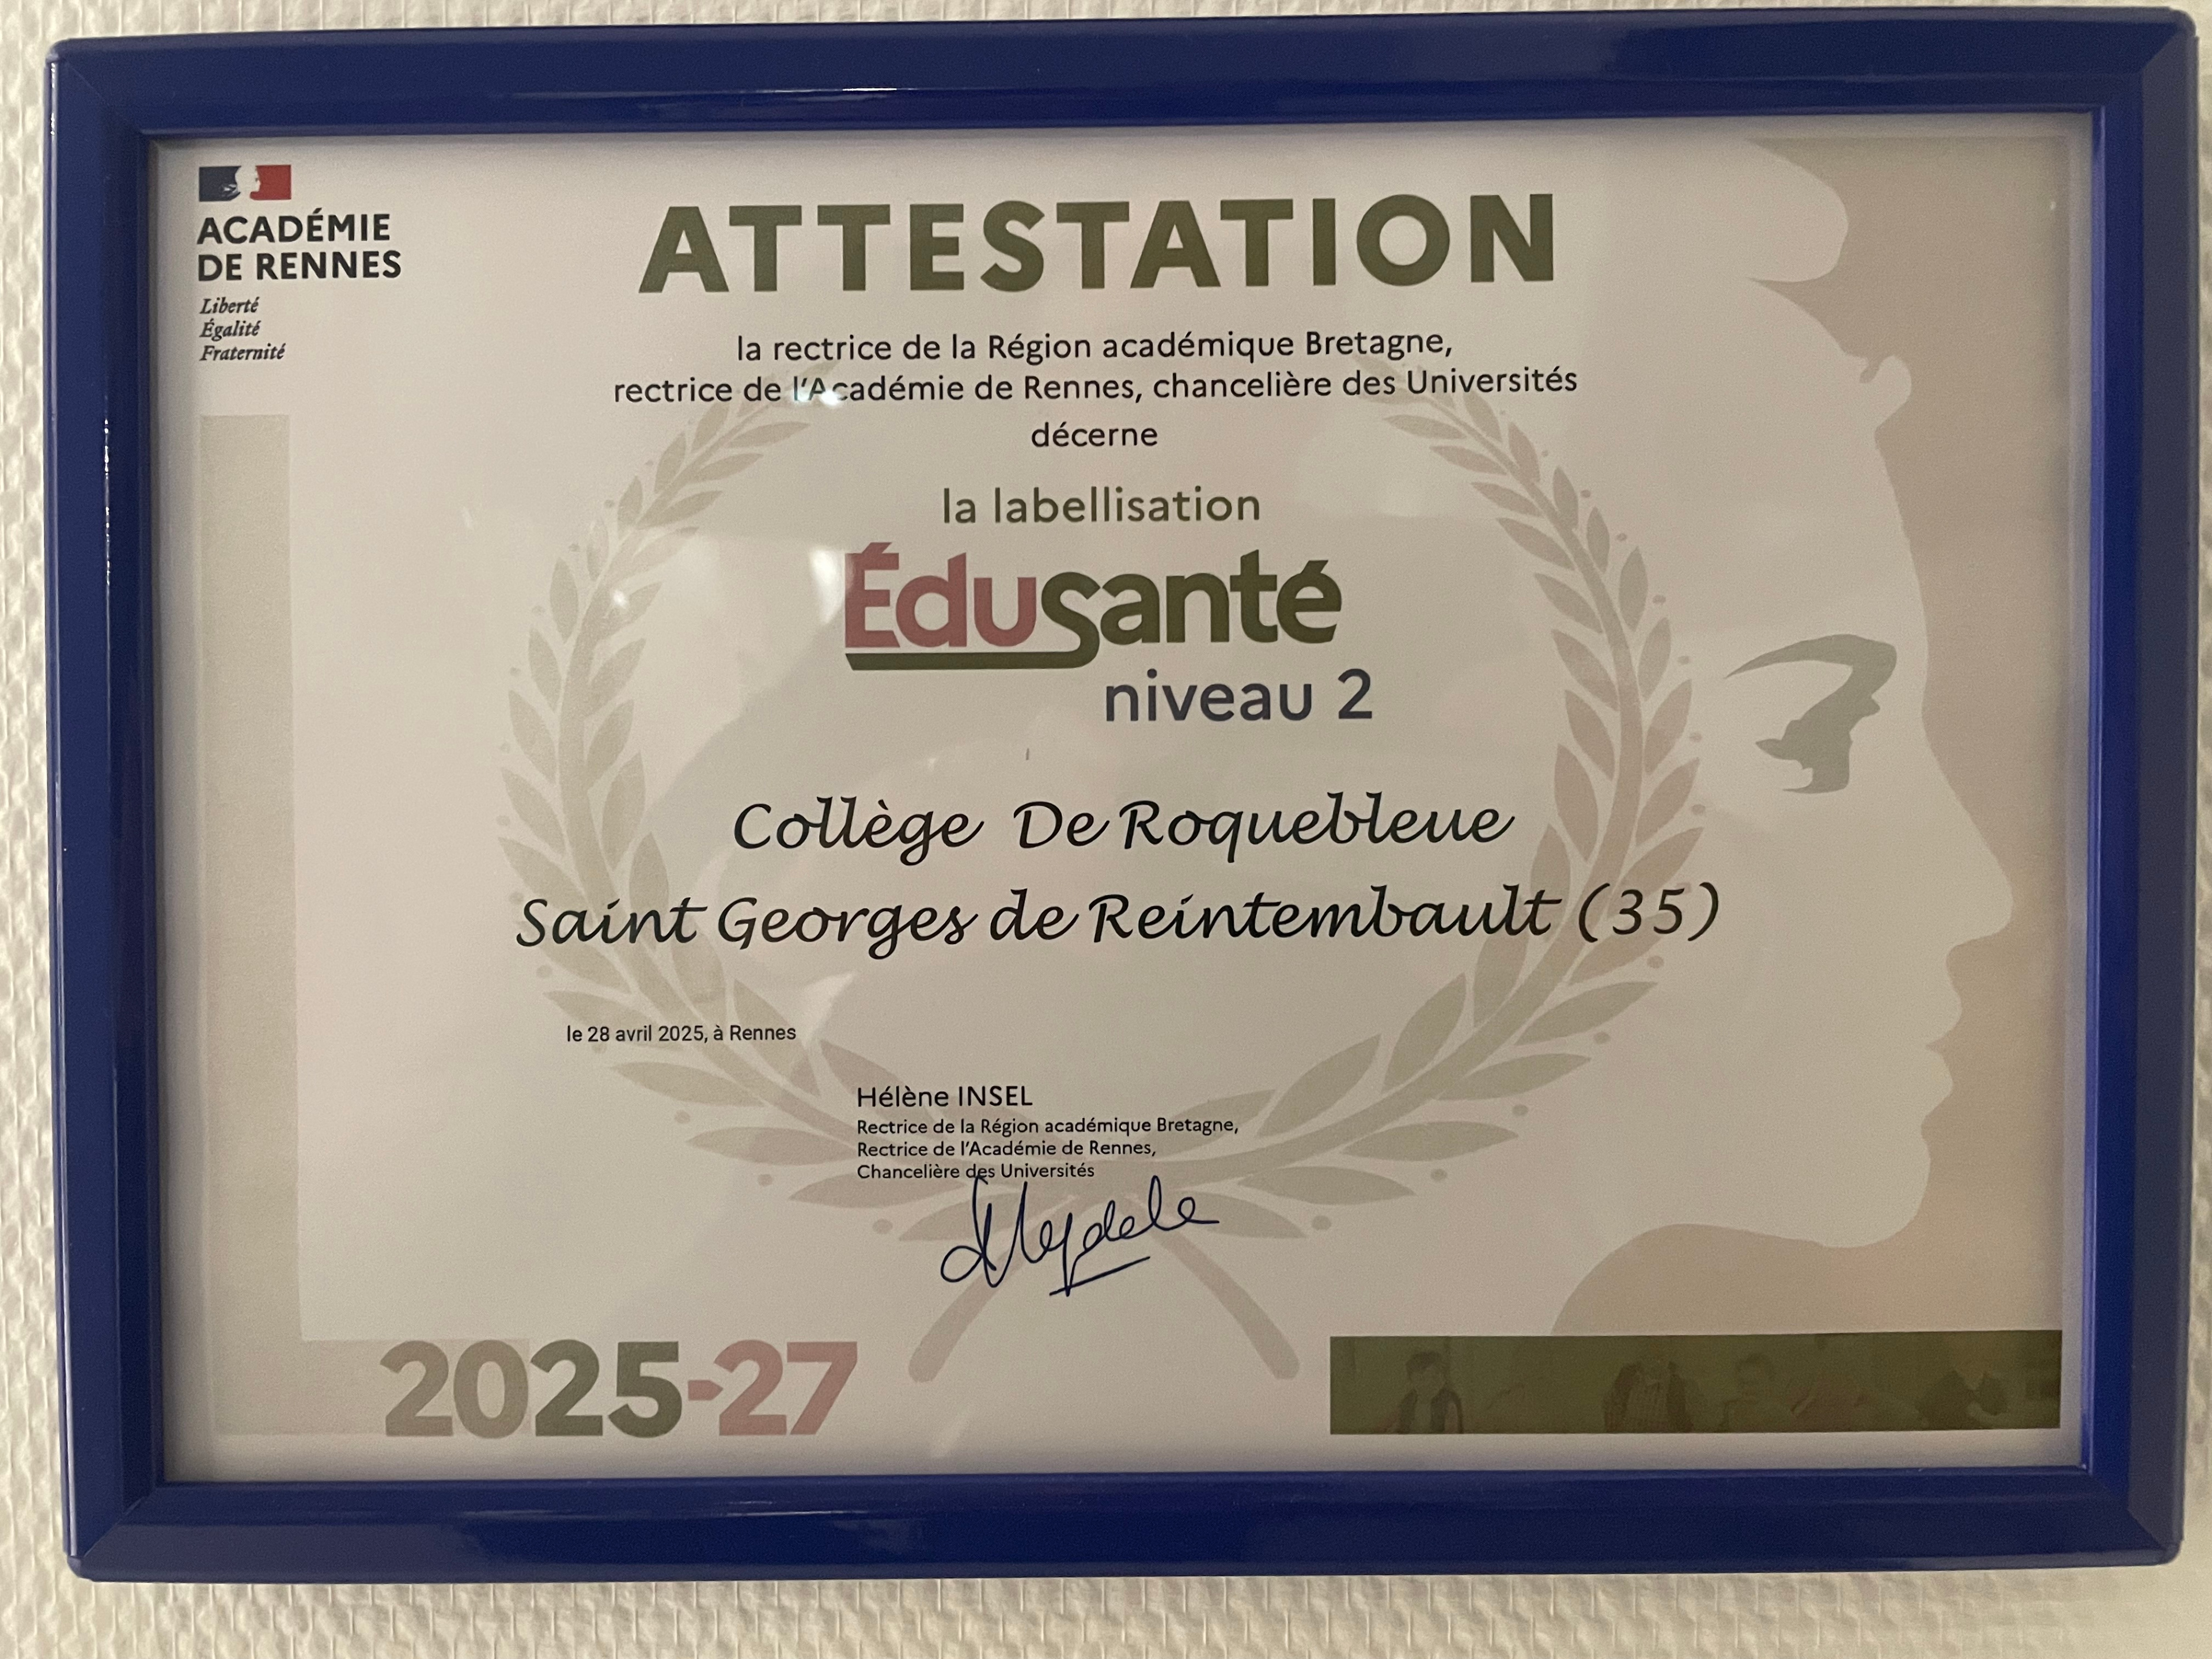 ACADÉMIE
DE RENNES
Liberté
Égalité
Fraternité
ATTESTATION
la rectrice de la Région académique Bretagne,
rectrice de l'Académie de Rennes, chancelière des Universités
décerne
la labellisation
Édusanté
niveau 2
Collège De Roquebleue
Saint Georges de Reintembault (35)
le 28 avril 2025, à Rennes
Hélène INSEL
Rectrice de la Région académique Bretagne,
Rectrice de l'Académie de Rennes,
Chancelière des Universités
2025-27